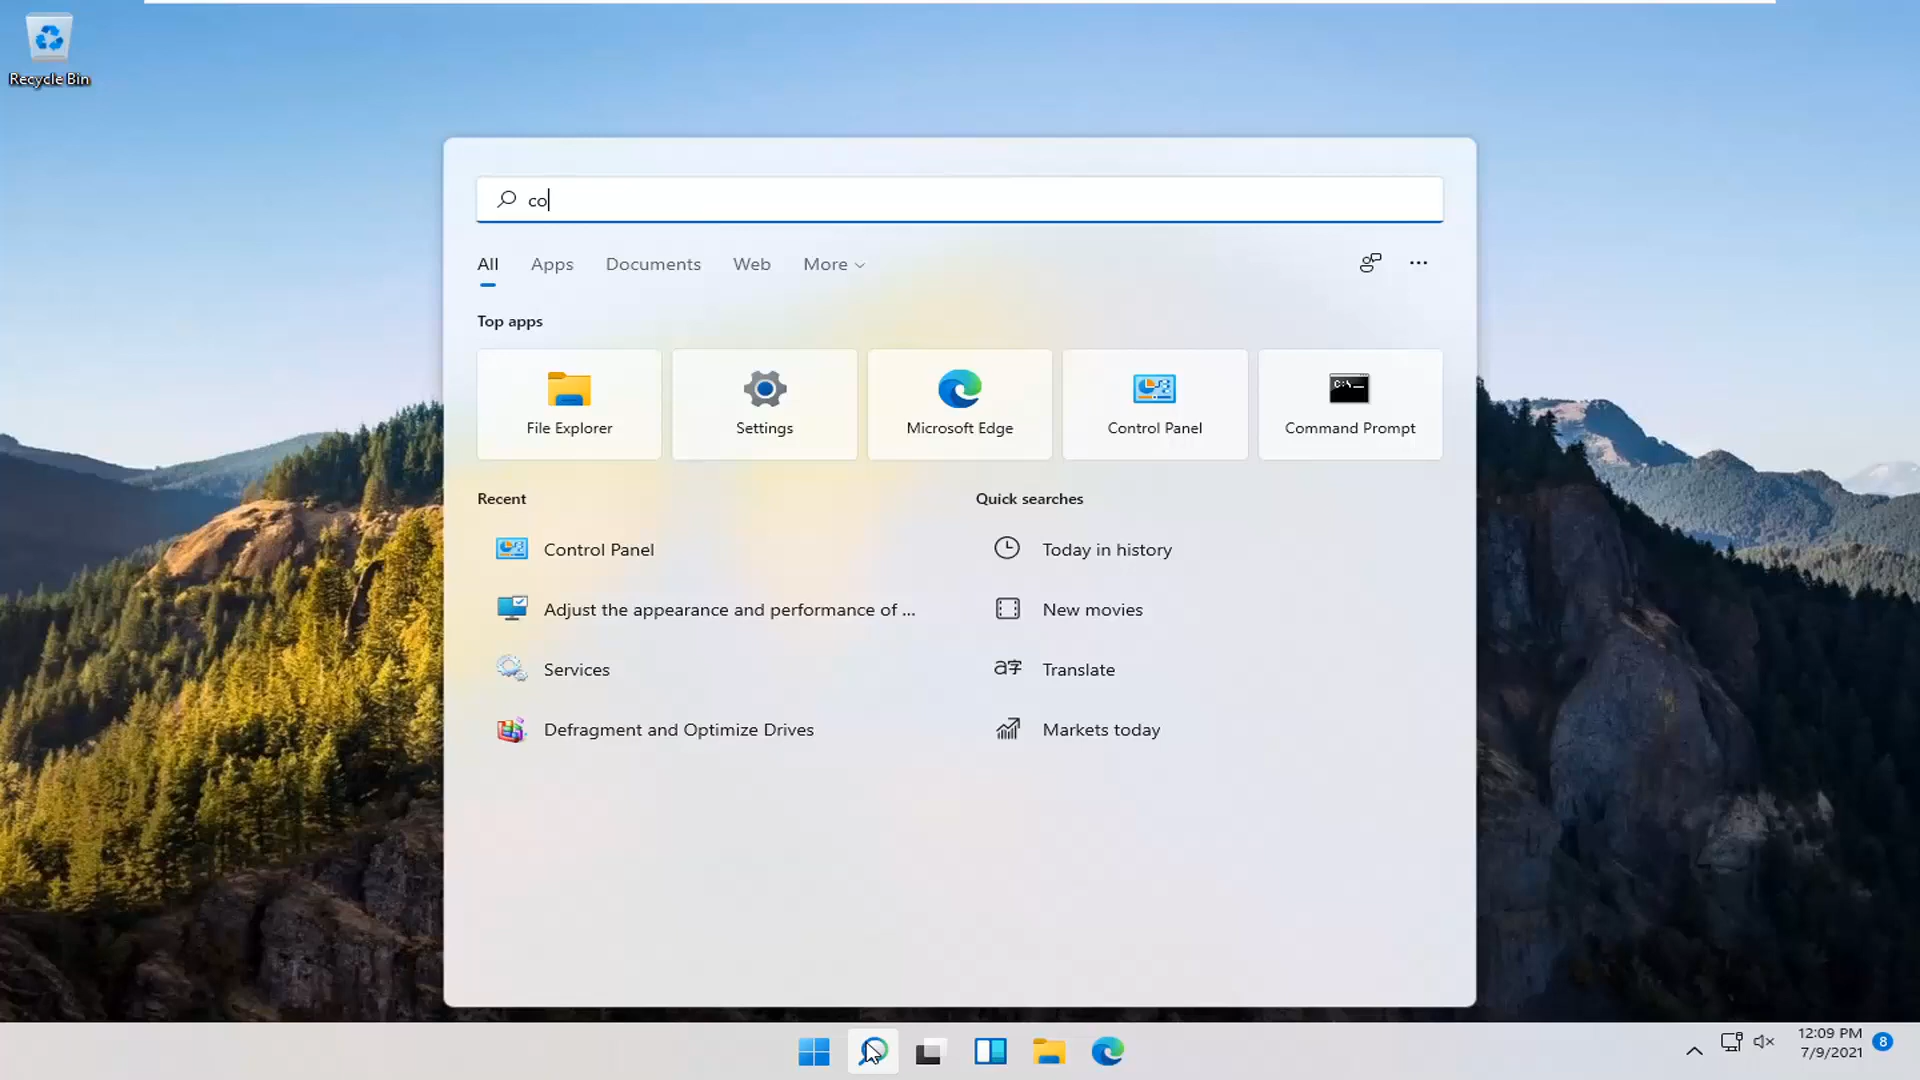 Recycle Bin
co
All
Apps
Documents
Web
More
Top apps
File Explorer
Settings
Microsoft Edge
C:\_
Control Panel
Command Prompt
Recent
Quick searches
Control Panel
Today in history
Adjust the appearance and performance of ...
New movies
Services
a字
Translate
Defragment and Optimize Drives
Markets today
12:09 PM
7/9/2021
8